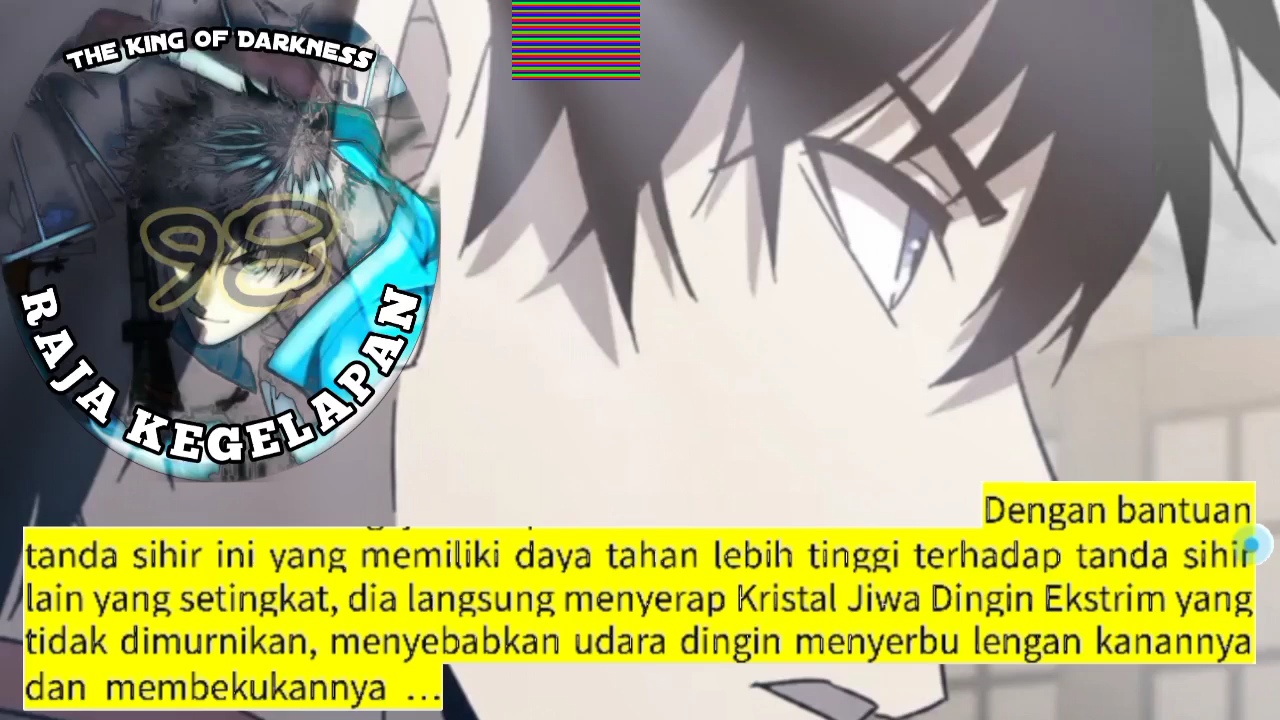 THE KING OF DARKNESS
98
RAJA KEGELAPAN
Dengan bantuan
tanda sihir ini yang memiliki daya tahan lebih tinggi terhadap tanda sihir
lain yang setingkat, dia langsung menyerap Kristal Jiwa Dingin Ekstrim yang
tidak dimurnikan, menyebabkan udara dingin menyerbu lengan kanannya
dan membekukannya ...